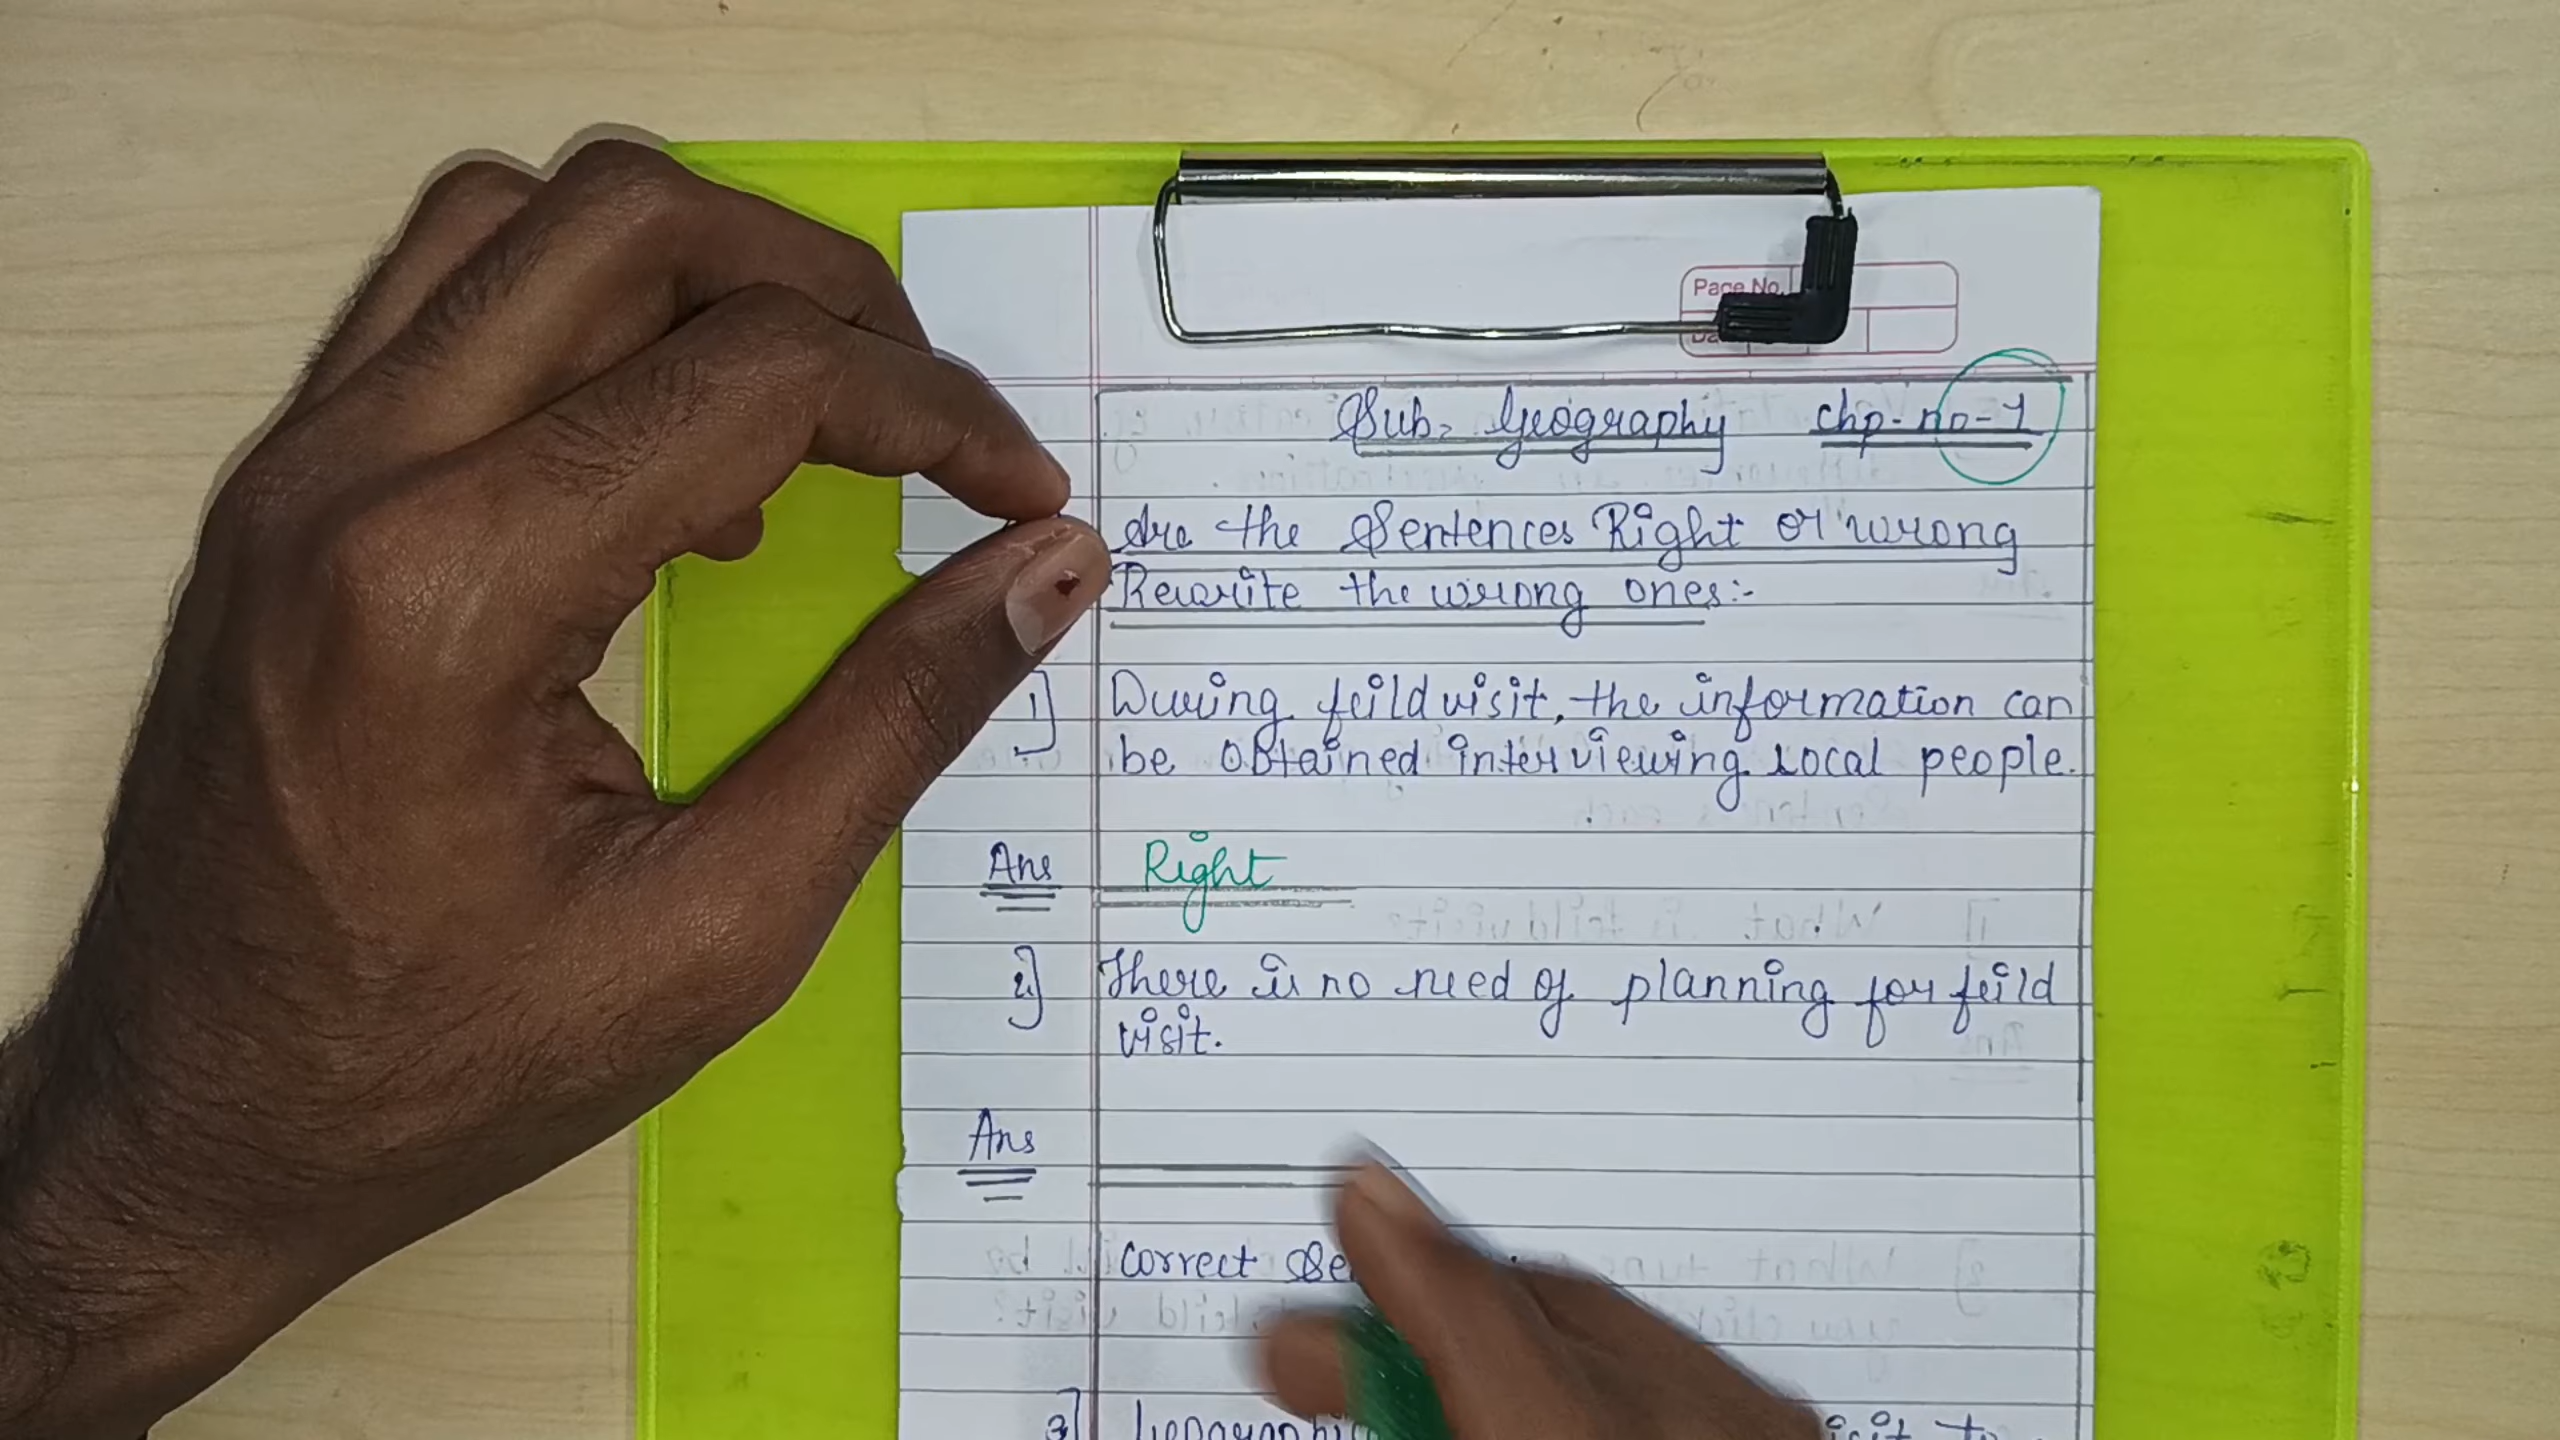 Page No.
Sub- Geography chp-no-1
Are the Sentences Right or wrong
Rewrite the wrong ones:-
1] During feild visit, the information can
be obtained interviewing local people.
Ans Right
2] There is no need of planning for feild
visit.
Ans
correct
3]